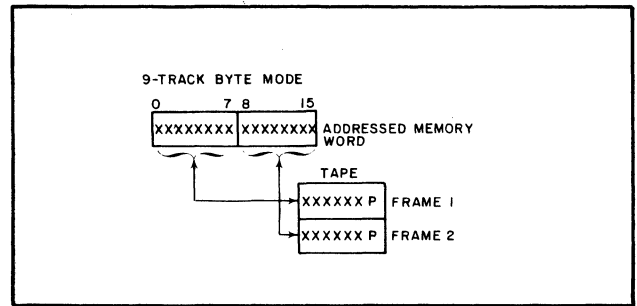 9-TRACK BYTE MODE
0 7 8 15
XXXXXXXX XXXXXXXX ADDRESSED MEMORY
WORD
TAPE
XXXXXX P FRAME 1
XXXXXX P FRAME 2